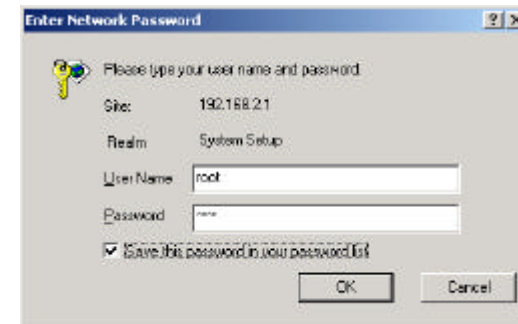 Enter Network Password
Please type your user name and password.
Site: 192.168.2.1
Realm System Setup
User Name root
Password ****
Save this password in your password list
OK Cancel